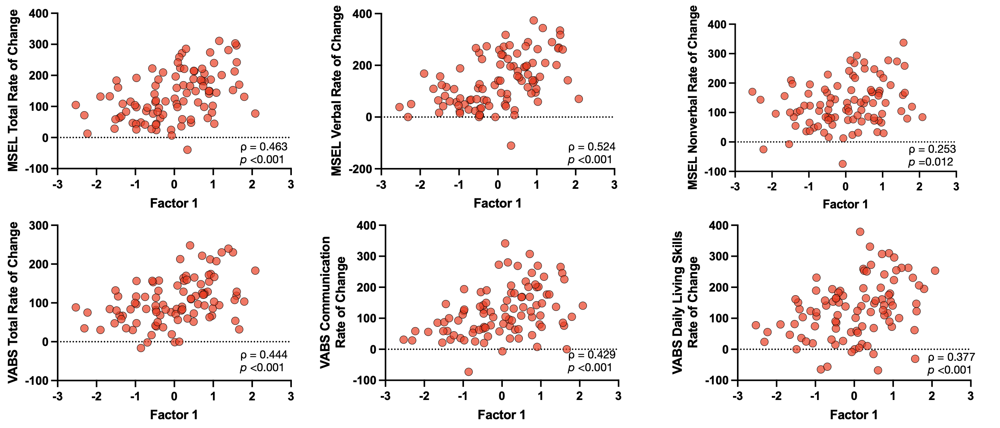 MSEL Total Rate of Change
400
300
200
100
0
-100
-3 -2 -1 0 1 2 3
Factor 1
ρ = 0.463
p <0.001
MSEL Verbal Rate of Change
400
200
0
-200
-3 -2 -1 0 1 2 3
Factor 1
ρ = 0.524
p <0.001
MSEL Nonverbal Rate of Change
400
300
200
100
0
-100
-3 -2 -1 0 1 2 3
Factor 1
ρ = 0.253
p =0.012
VABS Total Rate of Change
300
200
100
0
-100
-3 -2 -1 0 1 2 3
Factor 1
ρ = 0.444
p <0.001
VABS Communication
Rate of Change
400
300
200
100
0
-100
-3 -2 -1 0 1 2 3
Factor 1
ρ = 0.429
p <0.001
VABS Daily Living Skills
Rate of Change
400
300
200
100
0
-100
-3 -2 -1 0 1 2 3
Factor 1
ρ = 0.377
p <0.001